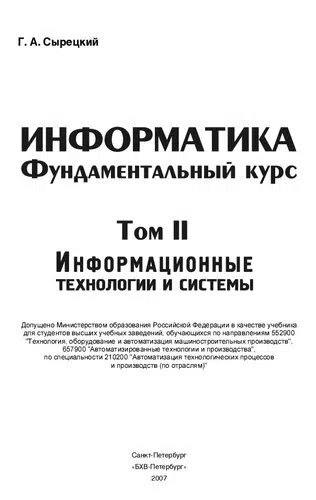 Г. А. Сырецкий
ИНФОРМАТИКА
Фундаментальный курс
Том II
Информационные
технологии и системы
Допущено Министерством образования Российской Федерации в качестве учебника
для студентов высших учебных заведений, обучающихся по направлениям 552900
"Технология, оборудование и автоматизация машиностроительных производств",
657900 "Автоматизированные технологии и производства",
по специальности 210200 "Автоматизация технологических процессов
и производств (по отраслям)"
Санкт-Петербург
«БХВ-Петербург»
2007